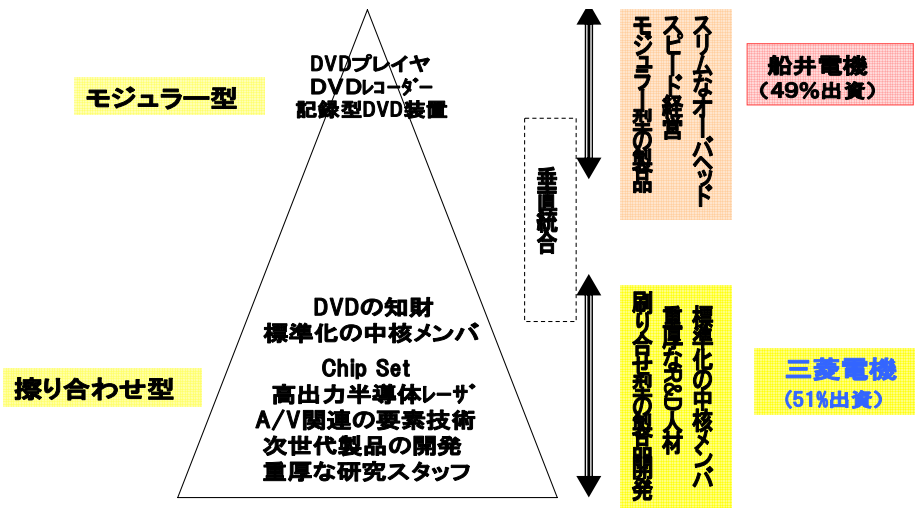 モジュラー型
DVDプレイヤ
DVDレコーダー
記録型DVD装置
垂直統合
スリムなオーバヘッド
スピード経営
モジュラー型の製品
船井電機
(49%出資)
擦り合わせ型
DVDの知財
標準化の中核メンバ
Chip Set
高出力半導体レーザ
A/V関連の要素技術
次世代製品の開発
重厚な研究スタッフ
標準化の中核メンバ
重厚なR&D人材
刷り合せ型の製品開発
三菱電機
(51%出資)